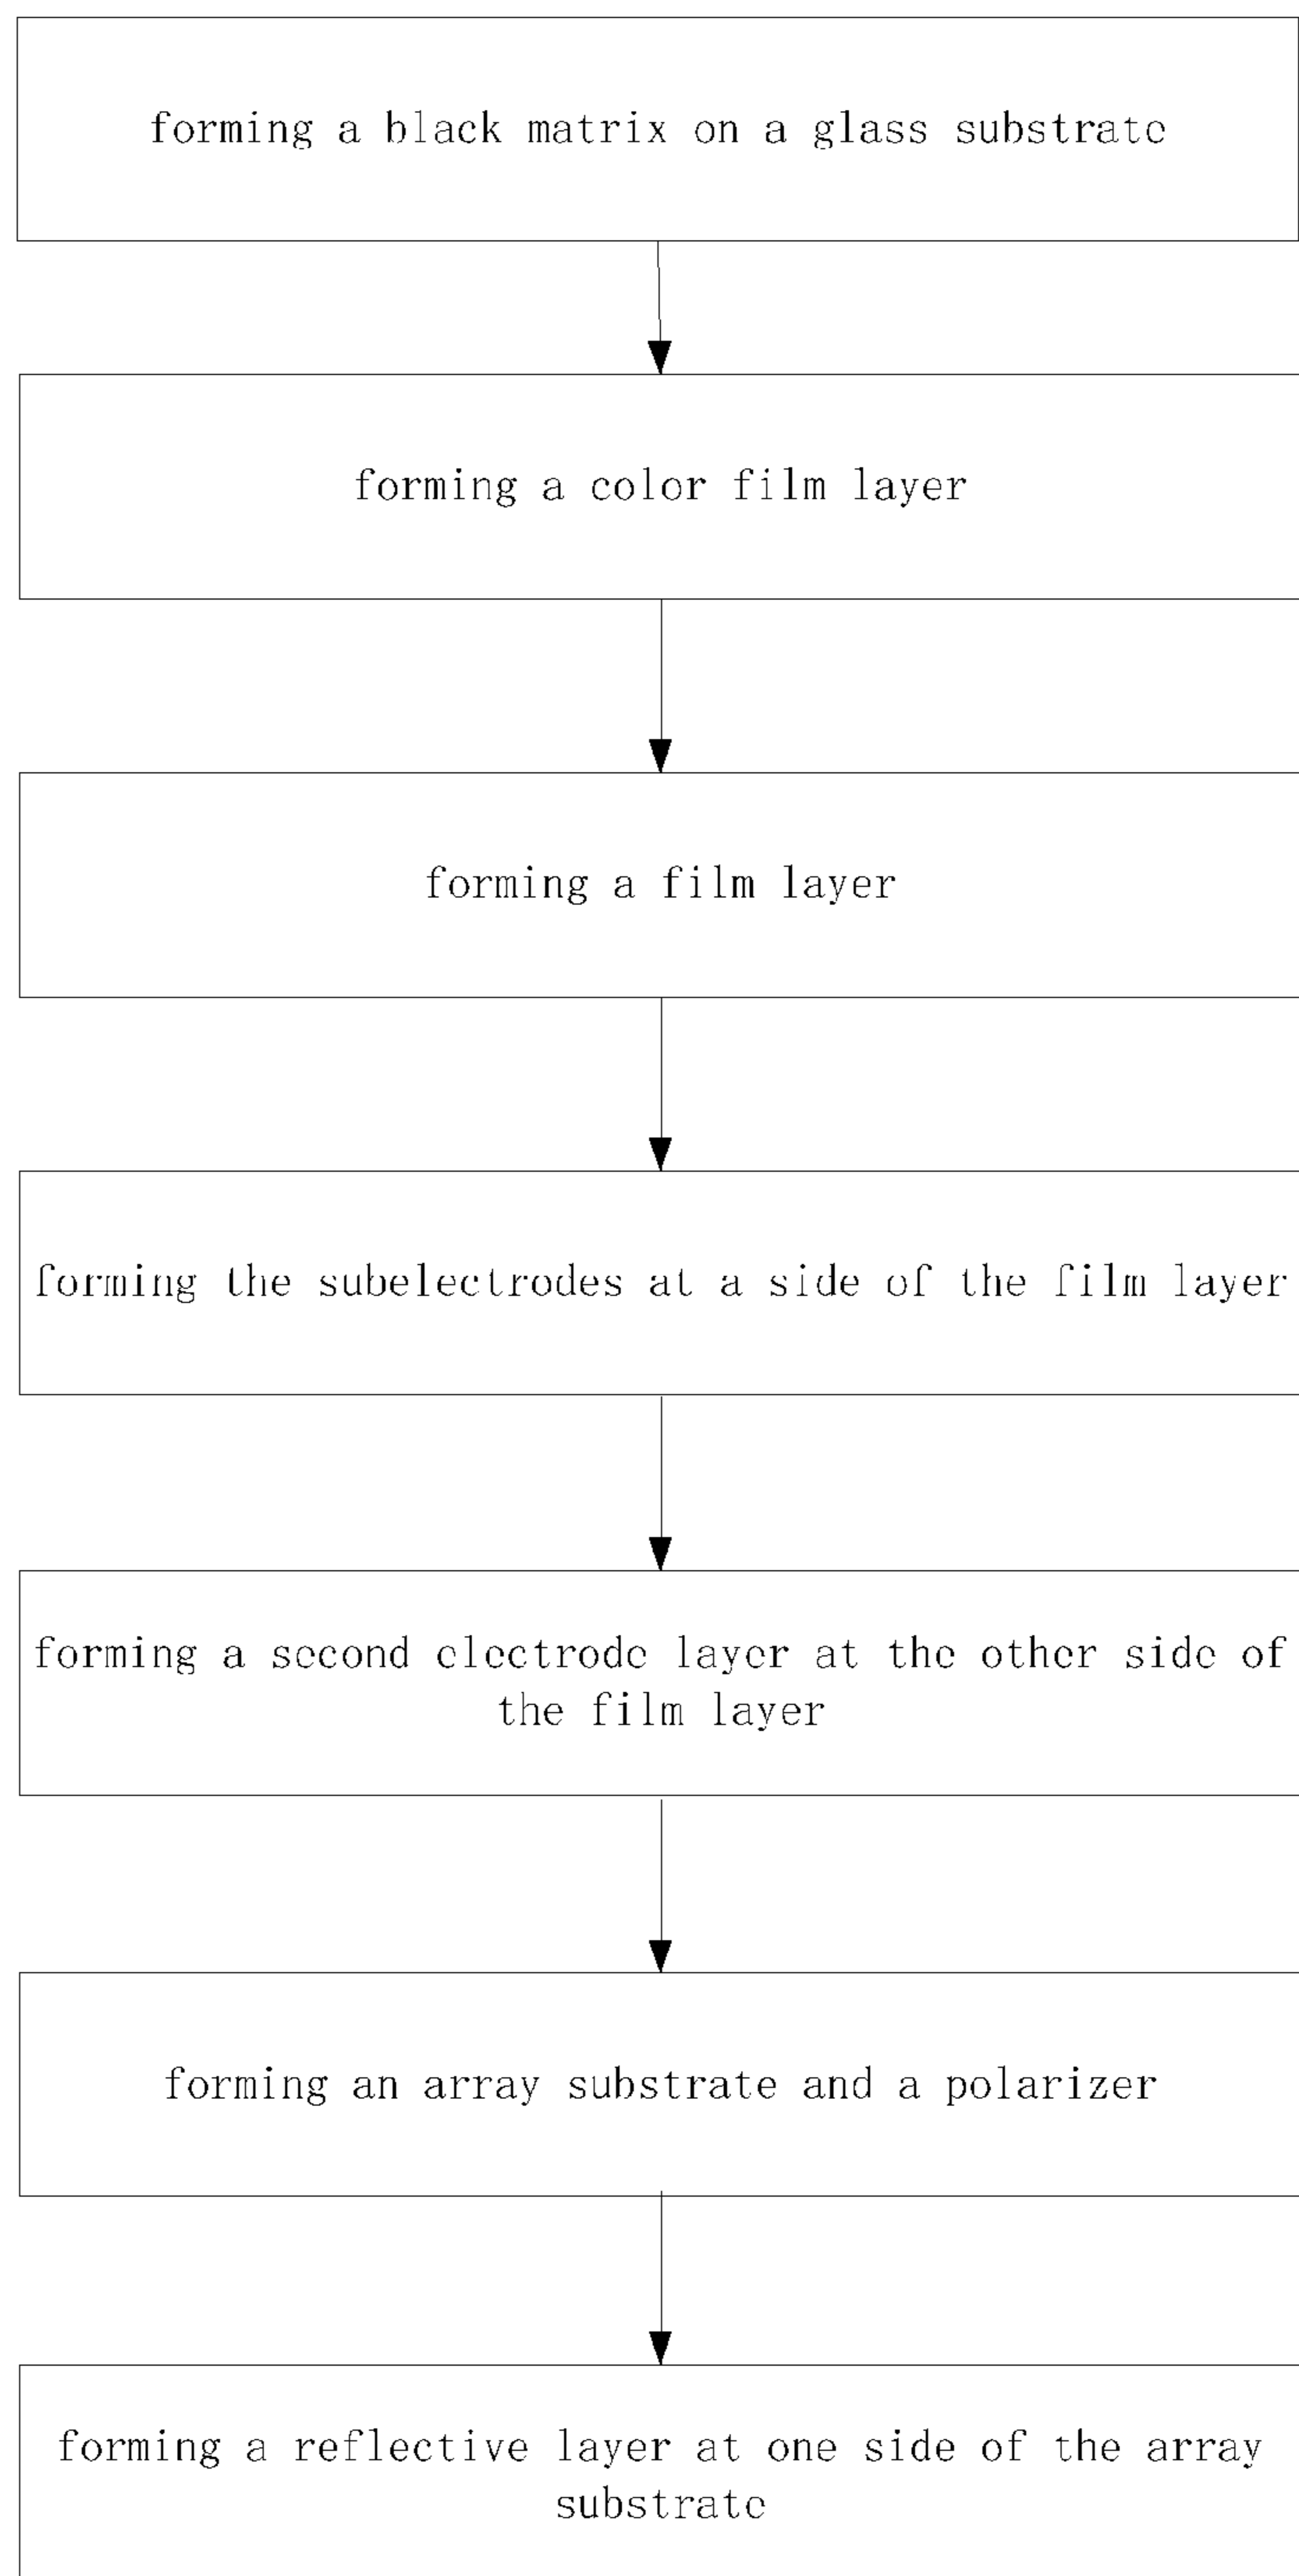 forming a black matrix on a glass substrate
forming a color film layer
forming a film layer
forming the subelectrodes at a side of the film layer
forming a second electrode layer at the other side of
the film layer
forming an array substrate and a polarizer
forming a reflective layer at one side of the array
substrate